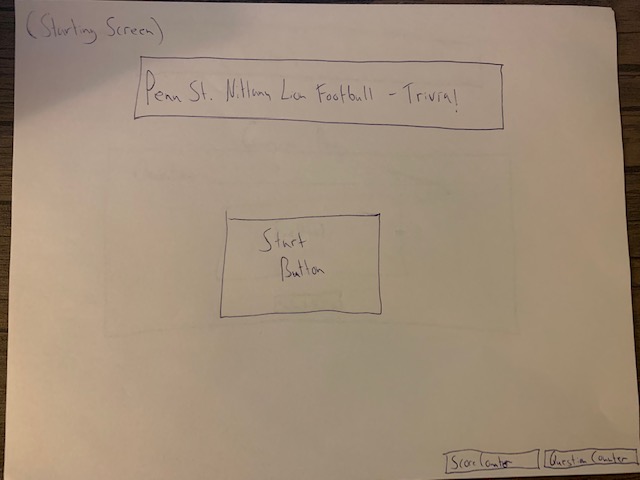 (Starting Screen)
Penn St. Nittany Lion Football - Trivia!
Start
Button
Score Counter
Question Counter